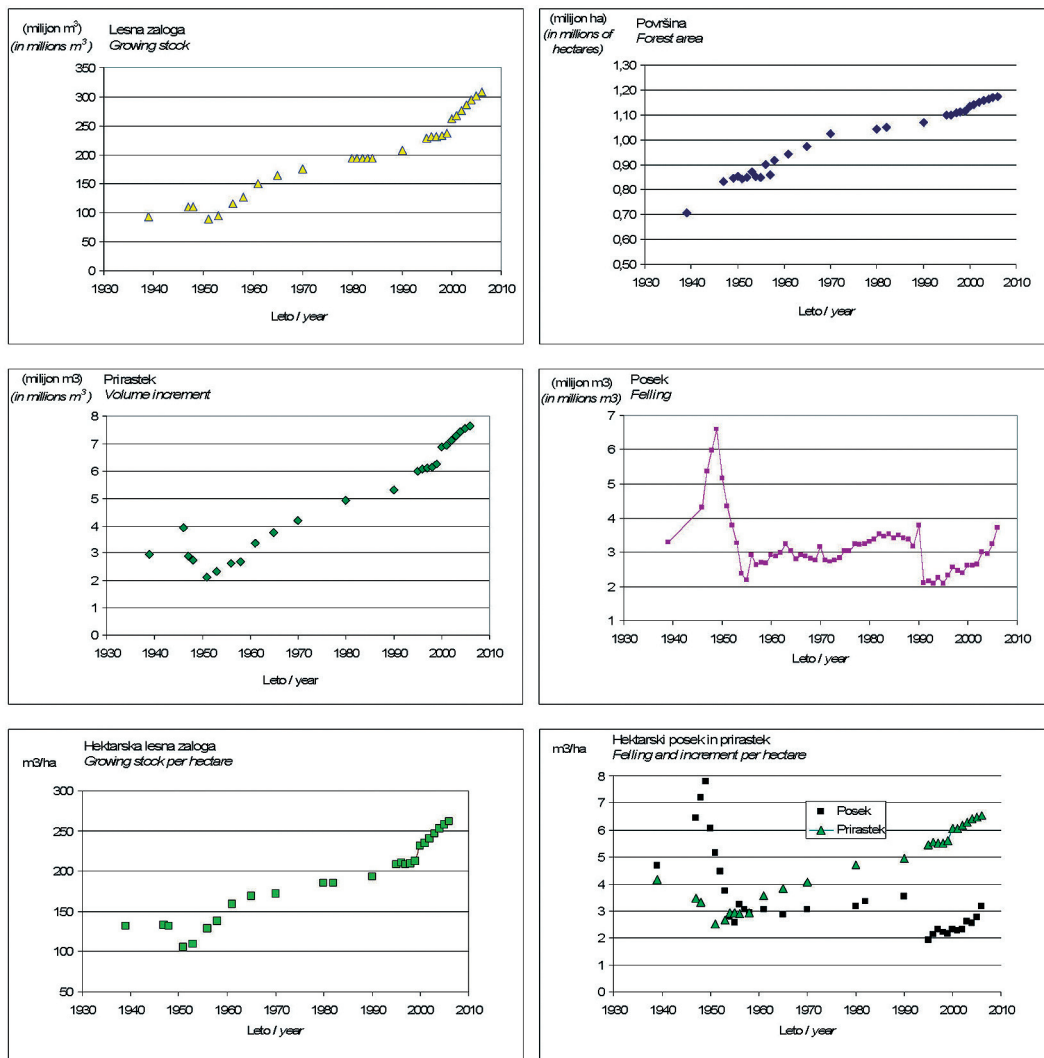 (milijon m³) Lesna zaloga
(in millions m³) Growing stock
350
300
250
200
150
100
50
0
1930 1940 1950 1960 1970 1980 1990 2000 2010
Leto / year
(milijon ha) Površina
(in millions of Forest area
hectares)
1,30
1,20
1,10
1,00
0,90
0,80
0,70
0,60
0,50
1930 1940 1950 1960 1970 1980 1990 2000 2010
Leto / year
(milijon m3) Prirastek
(in millions m³) Volume increment
8
7
6
5
4
3
2
1
0
1930 1940 1950 1960 1970 1980 1990 2000 2010
Leto / year
(milijon m3) Posek
(in millions m3) Felling
7
6
5
4
3
2
1
1930 1940 1950 1960 1970 1980 1990 2000 2010
Leto / year
Hektarska lesna zaloga
m3/ha Growing stock per hectare
300
250
200
150
100
50
1930 1940 1950 1960 1970 1980 1990 2000 2010
Leto / year
Hektarski posek in prirastek
m3/ha Felling and increment per hectare
8
7
6
5
4
3
2
1
0
Posek
Prirastek
1930 1940 1950 1960 1970 1980 1990 2000 2010
Leto / year